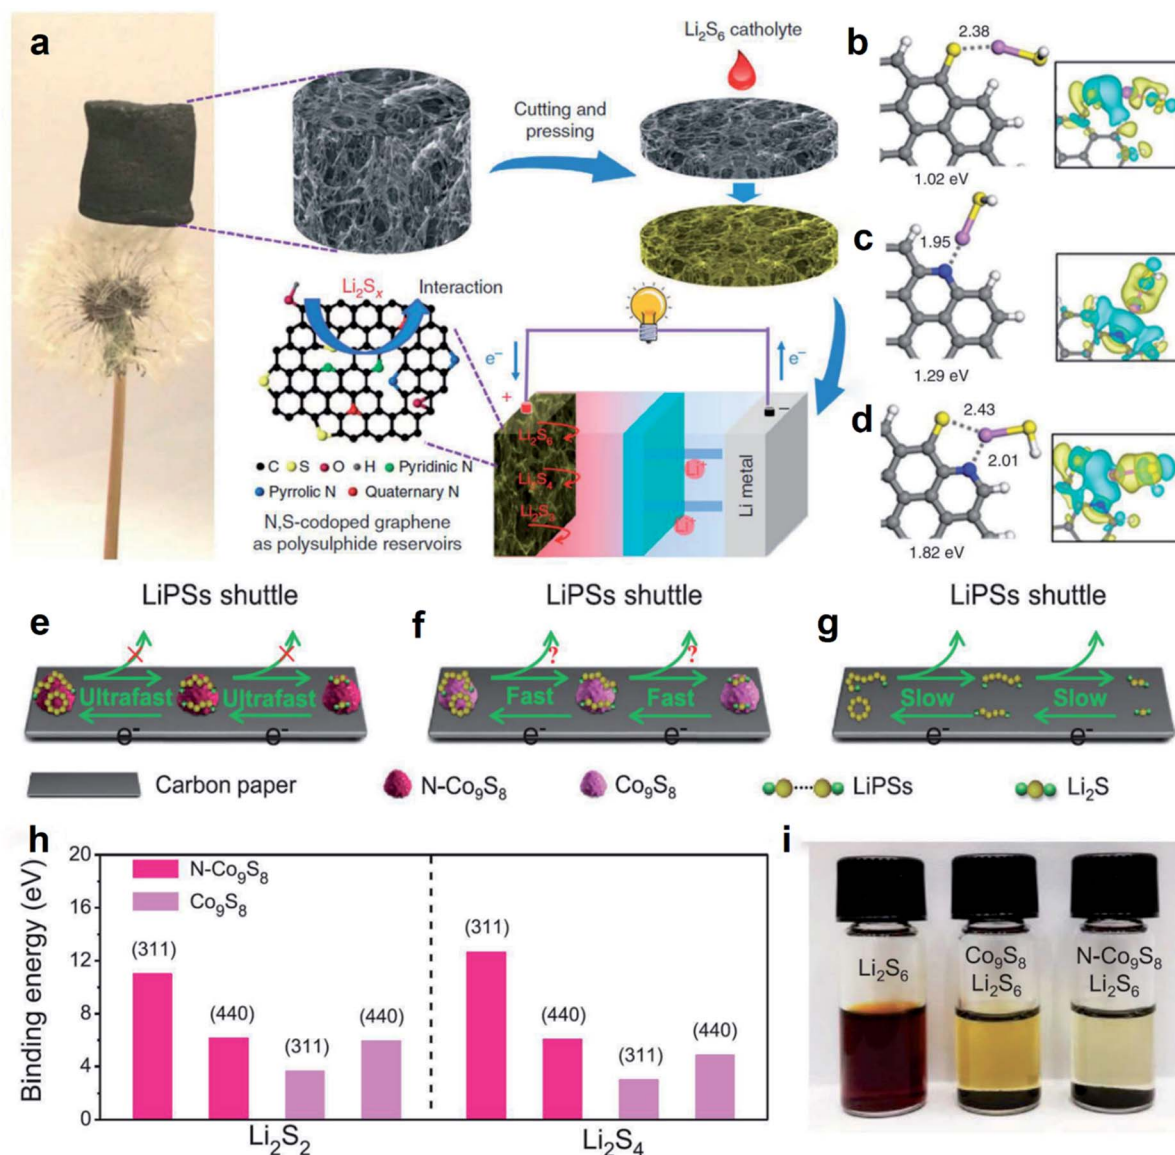 a
Li₂S₆ catholyte
Cutting and
pressing
Li₂Sₓ
Interaction
e⁻
e⁻
+
−
Li₂S₆
Li₂S₄
Li⁺
Li⁺
Li metal
C S O H Pyridinic N
Pyrrolic N Quaternary N
N,S-codoped graphene
as polysulphide reservoirs
b
2.38
1.02 eV
c
1.95
1.29 eV
d
2.43
2.01
1.82 eV
LiPSs shuttle
LiPSs shuttle
LiPSs shuttle
e
Ultrafast
Ultrafast
e⁻
e⁻
f
?
?
Fast
Fast
e⁻
e⁻
g
Slow
Slow
e⁻
e⁻
Carbon paper
N-Co₉S₈
Co₉S₈
LiPSs
Li₂S
h
Binding energy (eV)
20
16
12
8
4
0
N-Co₉S₈
Co₉S₈
(311)
(440)
(311)
(440)
(311)
(440)
(311)
(440)
Li₂S₂
Li₂S₄
i
Li₂S₆
Co₉S₈
Li₂S₆
N-Co₉S₈
Li₂S₆